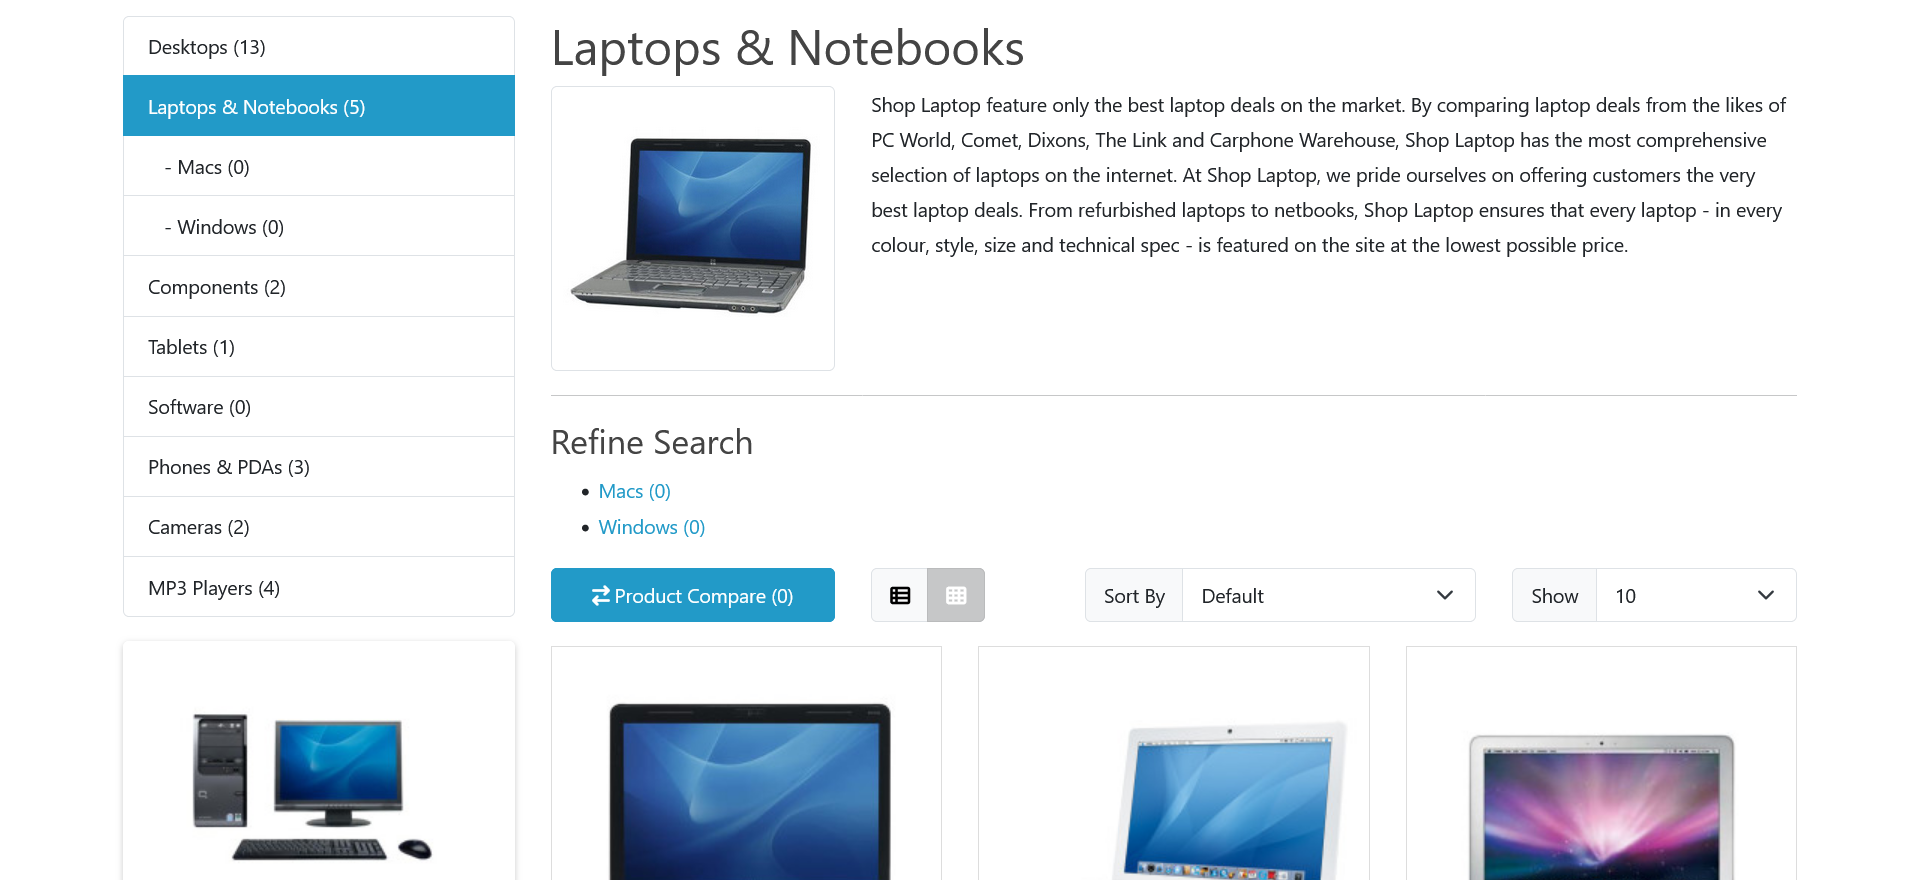 Desktops (13)
Laptops & Notebooks (5)
- Macs (0)
- Windows (0)
Components (2)
Tablets (1)
Software (0)
Phones & PDAs (3)
Cameras (2)
MP3 Players (4)
Laptops & Notebooks
Shop Laptop feature only the best laptop deals on the market. By comparing laptop deals from the likes of
PC World, Comet, Dixons, The Link and Carphone Warehouse, Shop Laptop has the most comprehensive
selection of laptops on the internet. At Shop Laptop, we pride ourselves on offering customers the very
best laptop deals. From refurbished laptops to netbooks, Shop Laptop ensures that every laptop - in every
colour, style, size and technical spec - is featured on the site at the lowest possible price.
Refine Search
Macs (0)
Windows (0)
Product Compare (0)
Sort By Default
Show 10